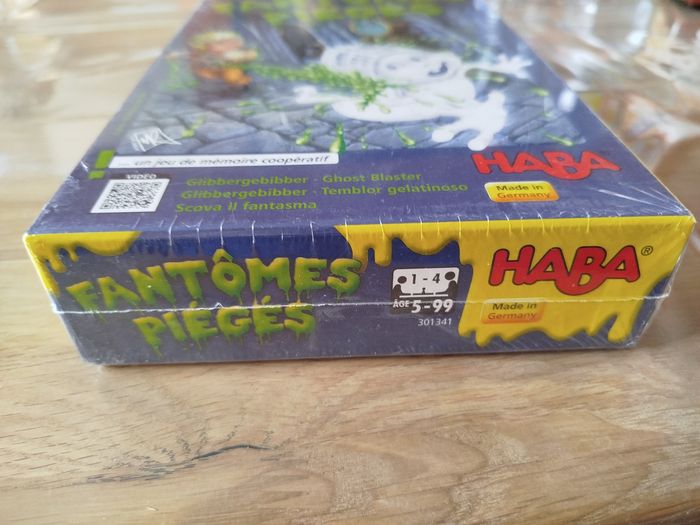 ... un jeu de mémoire coopératif
HABA
VIDÉO
Glibbergebibber · Ghost Blaster
Glibbergebibber · Temblor gelatinoso
Scova il fantasma
Made in
Germany
FANTÔMES
PIÉGÉS
1 - 4
ÂGE 5-99
301341
HABA®
Made in
Germany